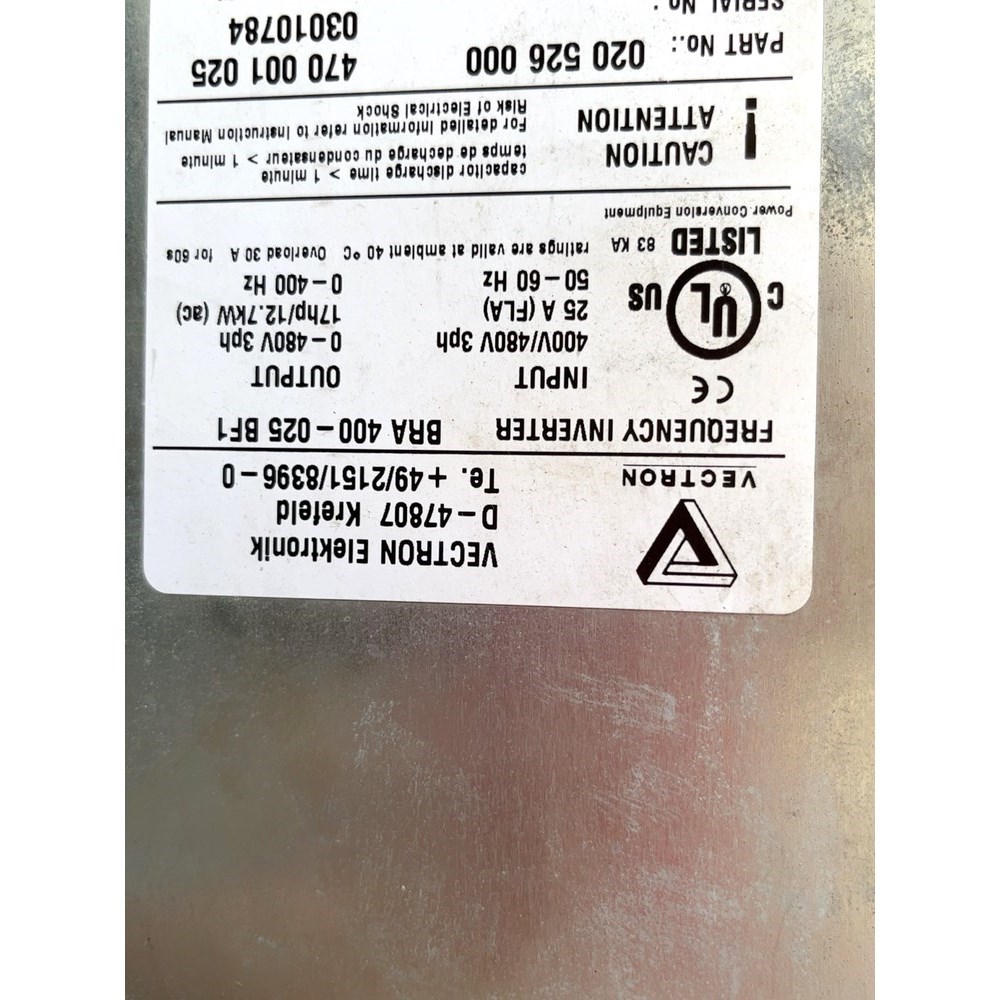 VECTRON
VECTRON Elektronik
D-47807 Krefeld
Te. +49/2151/8396-0
FREQUENCY INVERTER BRA 400-025 BF1
CE
INPUT OUTPUT
400V/480V 3ph 0-480V 3ph
25 A (FLA) 17hp/12.7kW (ac)
50-60 Hz 0-400 Hz
C UL US
LISTED 83 KA ratings are valid at ambient 40 °C Overload 30 A for 60s
Power Conversion Equipment
CAUTION
ATTENTION
capacitor discharge time > 1 minute
temps de decharge du condensateur > 1 minute
For detailed Information refer to Instruction Manual
Risk of Electrical Shock
PART No.: 020 526 000 470 001 025
SERIAL No.: 03010784